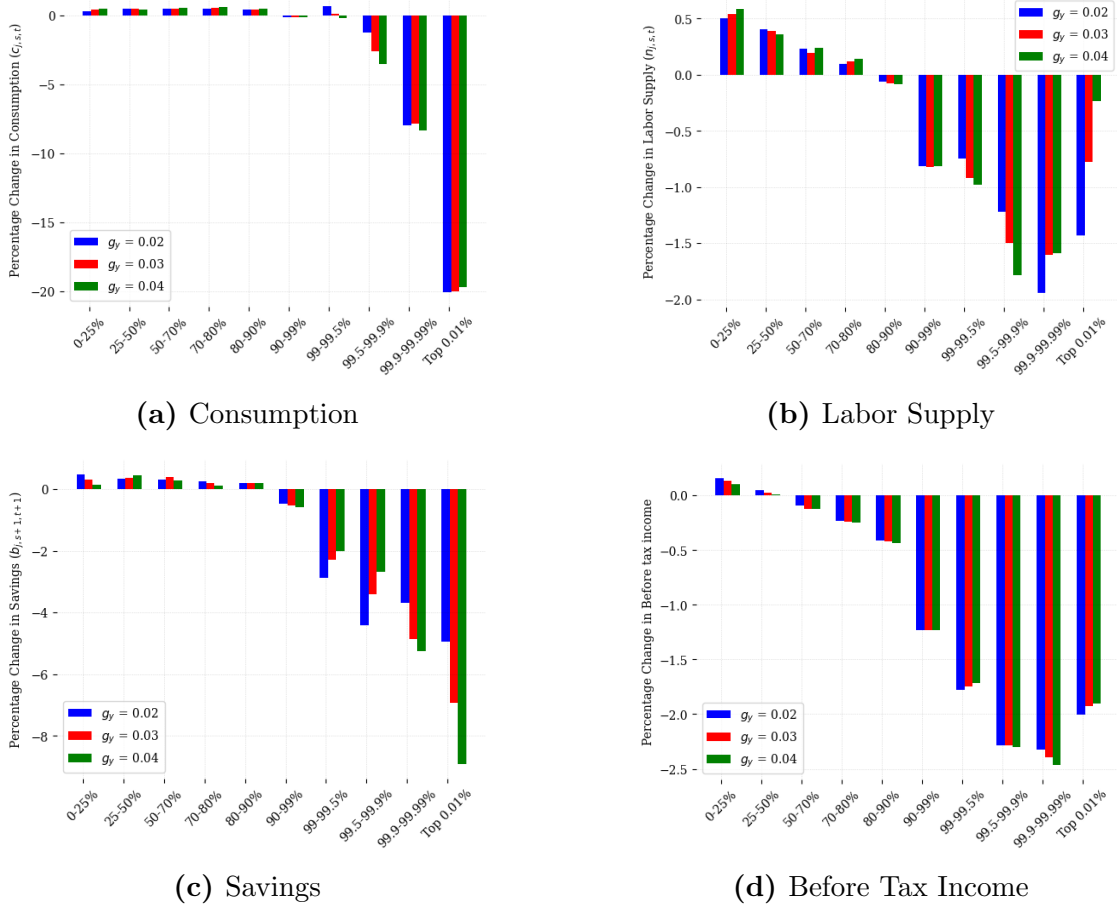 Percentage Change in Consumption (c_{j,s,t})
0
−5
−10
−15
−20
g_y = 0.02
g_y = 0.03
g_y = 0.04
0-25%
25-50%
50-70%
70-80%
80-90%
90-99%
99-99.5%
99.5-99.9%
99.9-99.99%
Top 0.01%
(a) Consumption
Percentage Change in Labor Supply (n_{j,s,t})
0.5
0.0
−0.5
−1.0
−1.5
−2.0
g_y = 0.02
g_y = 0.03
g_y = 0.04
0-25%
25-50%
50-70%
70-80%
80-90%
90-99%
99-99.5%
99.5-99.9%
99.9-99.99%
Top 0.01%
(b) Labor Supply
Percentage Change in Savings (b_{j,s+1,t+1})
0
−2
−4
−6
−8
g_y = 0.02
g_y = 0.03
g_y = 0.04
0-25%
25-50%
50-70%
70-80%
80-90%
90-99%
99-99.5%
99.5-99.9%
99.9-99.99%
Top 0.01%
(c) Savings
Percentage Change in Before tax income
0.0
−0.5
−1.0
−1.5
−2.0
−2.5
g_y = 0.02
g_y = 0.03
g_y = 0.04
0-25%
25-50%
50-70%
70-80%
80-90%
90-99%
99-99.5%
99.5-99.9%
99.9-99.99%
Top 0.01%
(d) Before Tax Income